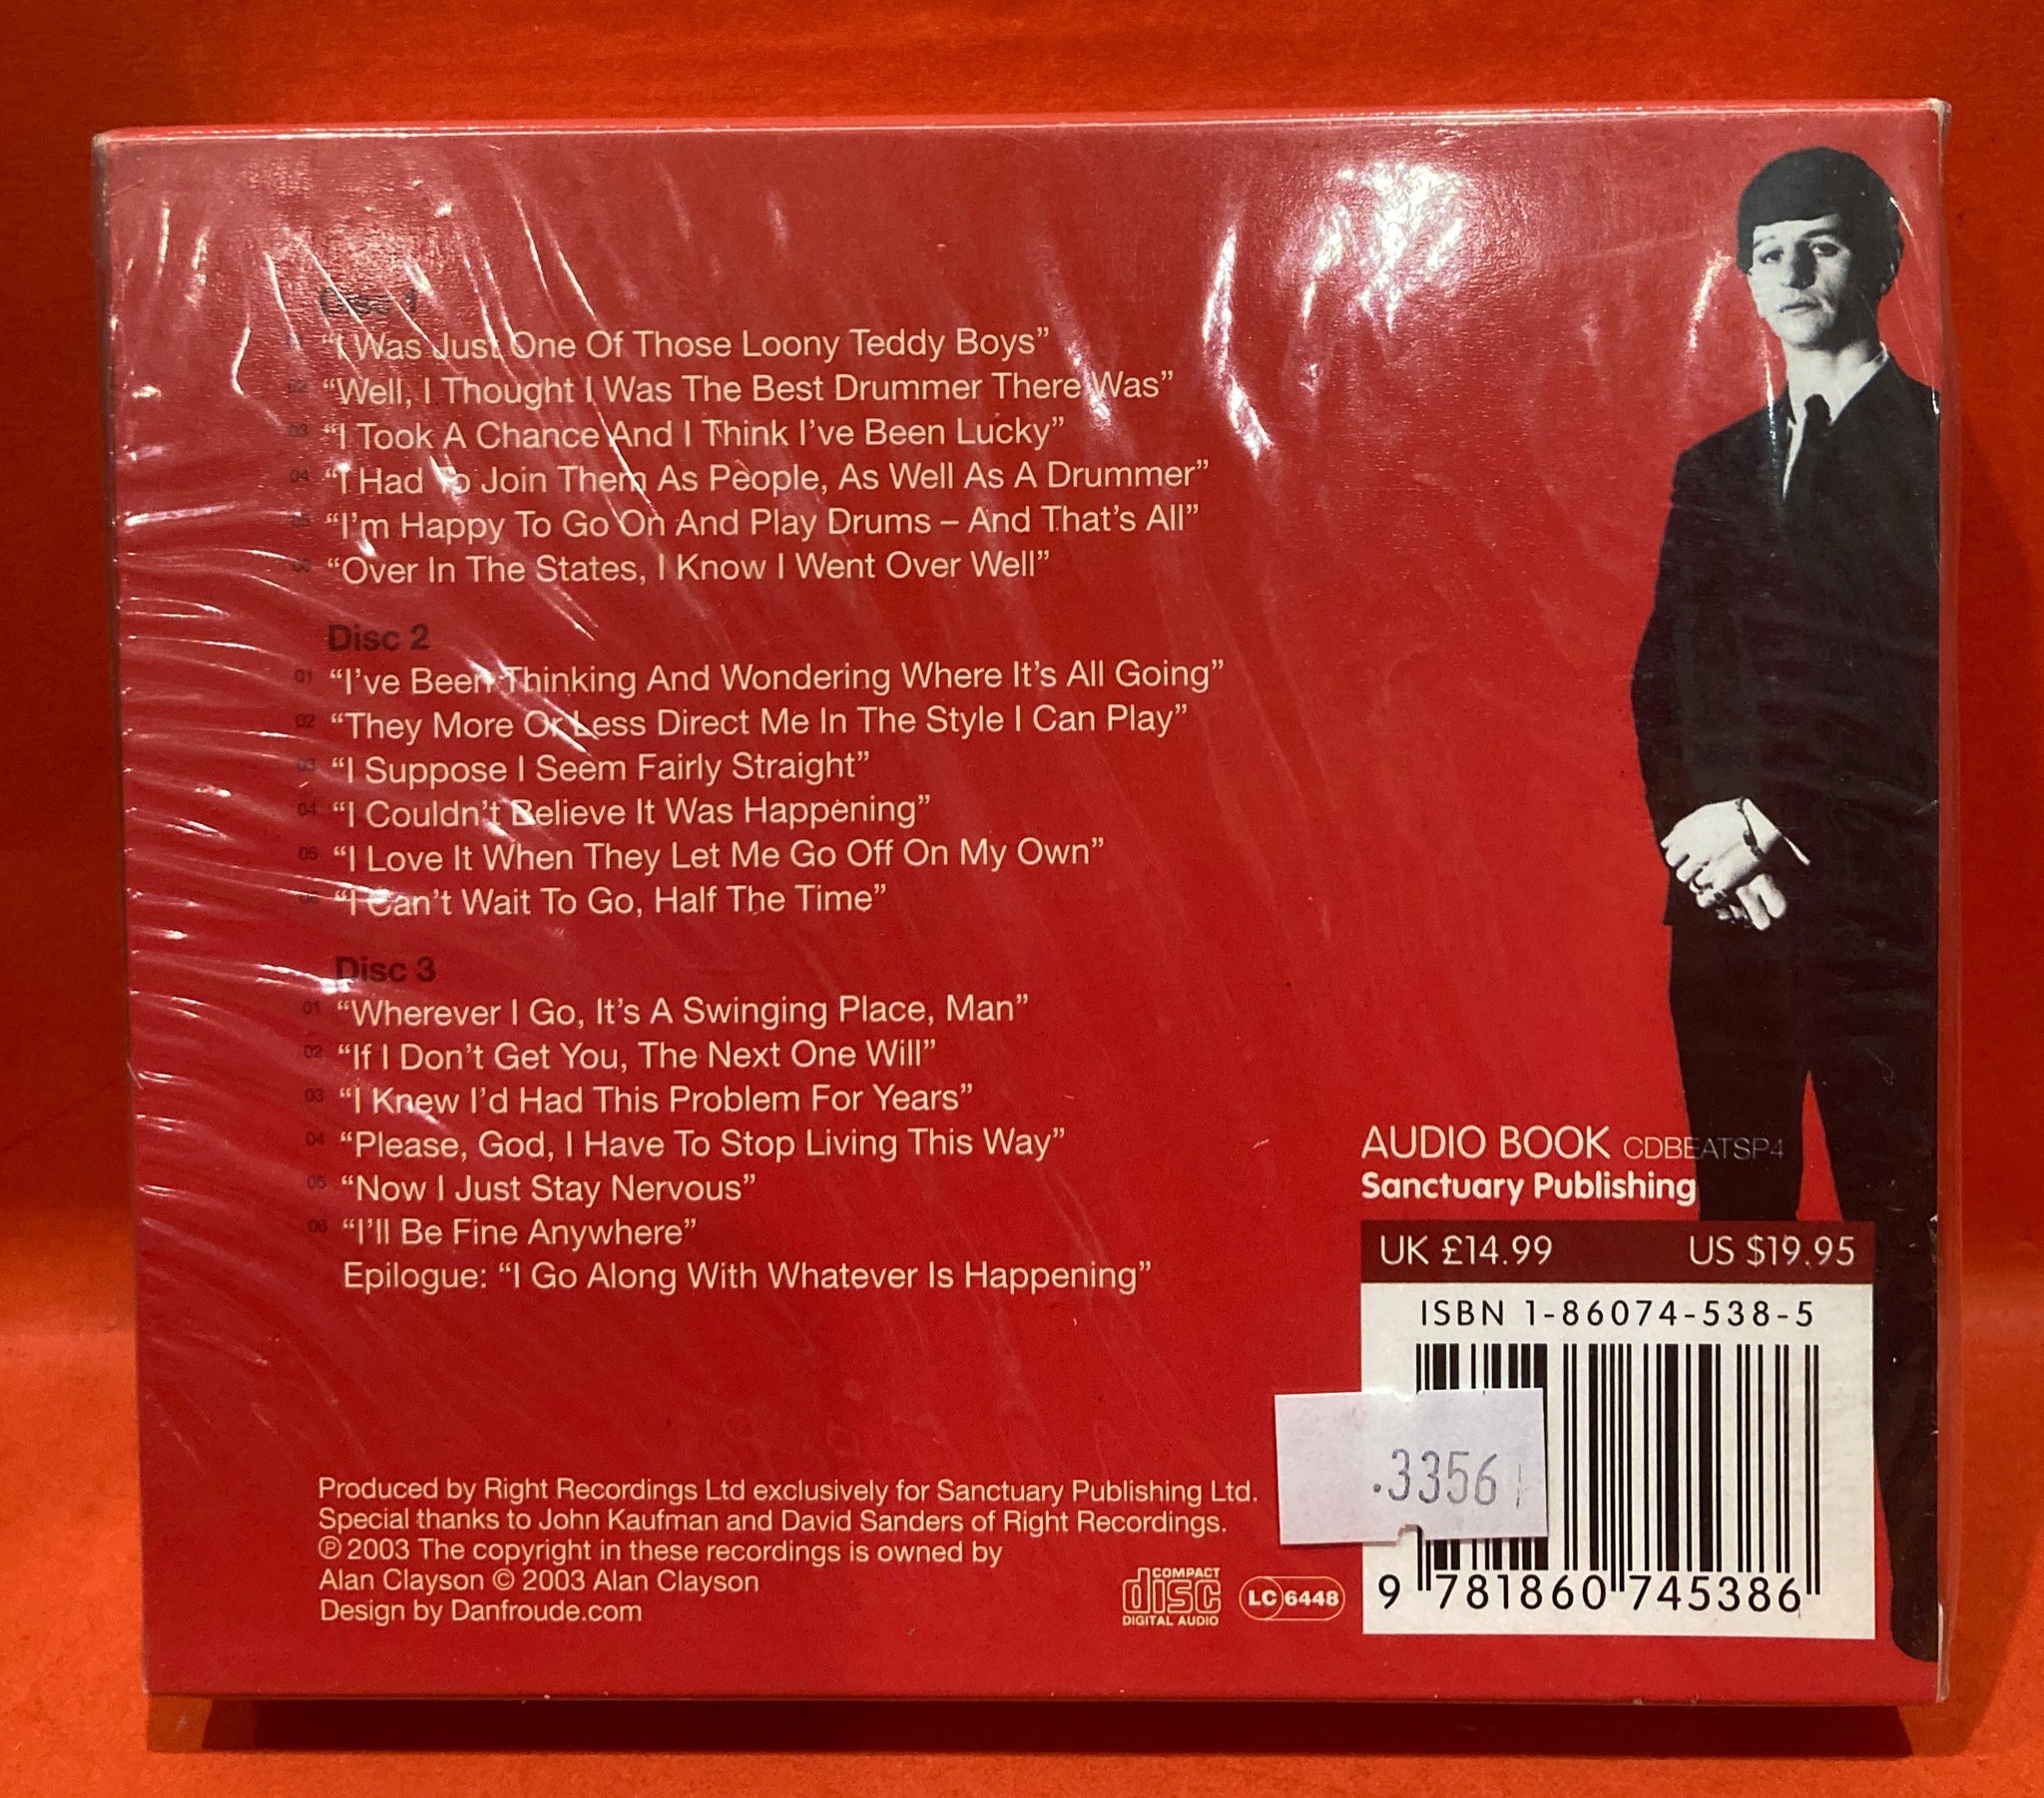 Disc 1
“I Was Just One Of Those Loony Teddy Boys”
02 “Well, I Thought I Was The Best Drummer There Was”
03 “I Took A Chance And I Think I’ve Been Lucky”
04 “I Had To Join Them As People, As Well As A Drummer”
05 “I’m Happy To Go On And Play Drums – And That’s All”
06 “Over In The States, I Know I Went Over Well”
Disc 2
01 “I’ve Been Thinking And Wondering Where It’s All Going”
02 “They More Or Less Direct Me In The Style I Can Play”
03 “I Suppose I Seem Fairly Straight”
04 “I Couldn’t Believe It Was Happening”
05 “I Love It When They Let Me Go Off On My Own”
06 “I Can’t Wait To Go, Half The Time”
Disc 3
01 “Wherever I Go, It’s A Swinging Place, Man”
02 “If I Don’t Get You, The Next One Will”
03 “I Knew I’d Had This Problem For Years”
04 “Please, God, I Have To Stop Living This Way”
05 “Now I Just Stay Nervous”
06 “I’ll Be Fine Anywhere”
Epilogue: “I Go Along With Whatever Is Happening”
AUDIO BOOK CDBEATSP4
Sanctuary Publishing
UK £14.99 US $19.95
ISBN 1-86074-538-5
.3356
9 781860 745386
Produced by Right Recordings Ltd exclusively for Sanctuary Publishing Ltd.
Special thanks to John Kaufman and David Sanders of Right Recordings.
℗ 2003 The copyright in these recordings is owned by
Alan Clayson © 2003 Alan Clayson
Design by Danfroude.com
COMPACT
disc
DIGITAL AUDIO
LC 6448